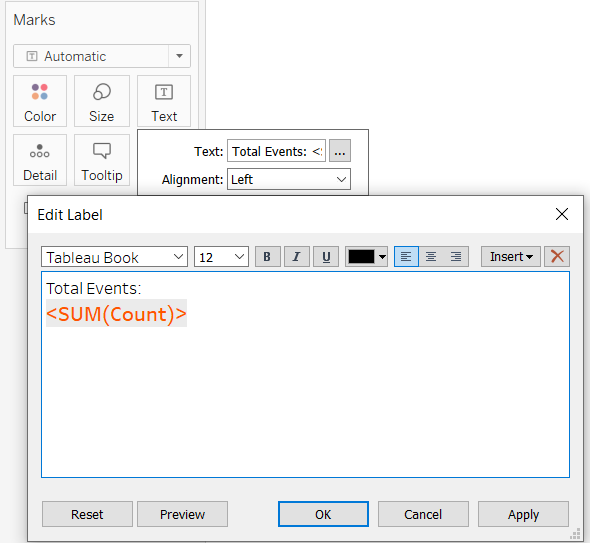 Marks
Automatic
Color Size Text
Text: Total Events: <
Detail Tooltip
Alignment: Left
Edit Label
Tableau Book 12 B I U Insert
Total Events:
<SUM(Count)>
Reset Preview OK Cancel Apply